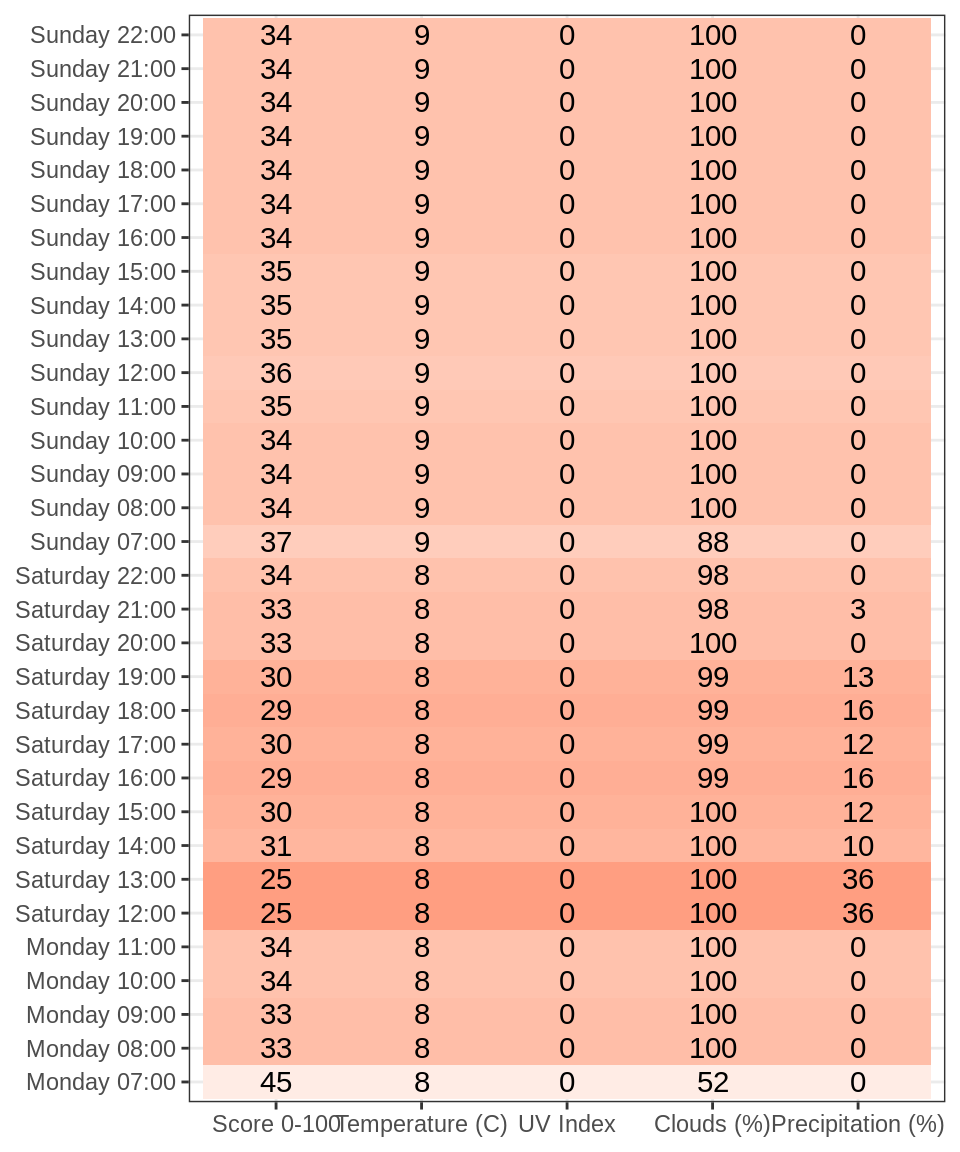 Sunday 22:00 34 9 0 100 0
Sunday 21:00 34 9 0 100 0
Sunday 20:00 34 9 0 100 0
Sunday 19:00 34 9 0 100 0
Sunday 18:00 34 9 0 100 0
Sunday 17:00 34 9 0 100 0
Sunday 16:00 34 9 0 100 0
Sunday 15:00 35 9 0 100 0
Sunday 14:00 35 9 0 100 0
Sunday 13:00 35 9 0 100 0
Sunday 12:00 36 9 0 100 0
Sunday 11:00 35 9 0 100 0
Sunday 10:00 34 9 0 100 0
Sunday 09:00 34 9 0 100 0
Sunday 08:00 34 9 0 100 0
Sunday 07:00 37 9 0 88 0
Saturday 22:00 34 8 0 98 0
Saturday 21:00 33 8 0 98 3
Saturday 20:00 33 8 0 100 0
Saturday 19:00 30 8 0 99 13
Saturday 18:00 29 8 0 99 16
Saturday 17:00 30 8 0 99 12
Saturday 16:00 29 8 0 99 16
Saturday 15:00 30 8 0 100 12
Saturday 14:00 31 8 0 100 10
Saturday 13:00 25 8 0 100 36
Saturday 12:00 25 8 0 100 36
Monday 11:00 34 8 0 100 0
Monday 10:00 34 8 0 100 0
Monday 09:00 33 8 0 100 0
Monday 08:00 33 8 0 100 0
Monday 07:00 45 8 0 52 0
Score 0-100 Temperature (C) UV Index Clouds (%) Precipitation (%)